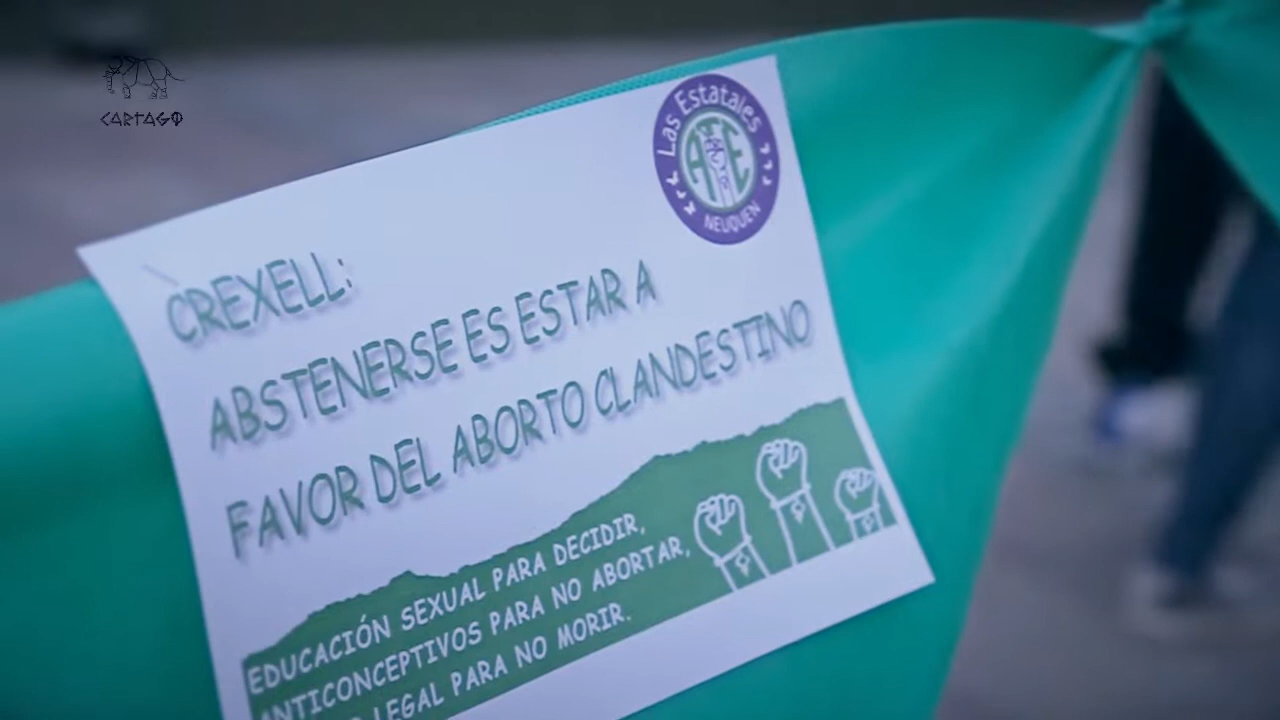 CARTAGO
Las Estatales
ATE
NEUQUEN
CREXELL:
ABSTENERSE ES ESTAR A
FAVOR DEL ABORTO CLANDESTINO
EDUCACIÓN SEXUAL PARA DECIDIR,
ANTICONCEPTIVOS PARA NO ABORTAR,
LEGAL PARA NO MORIR.